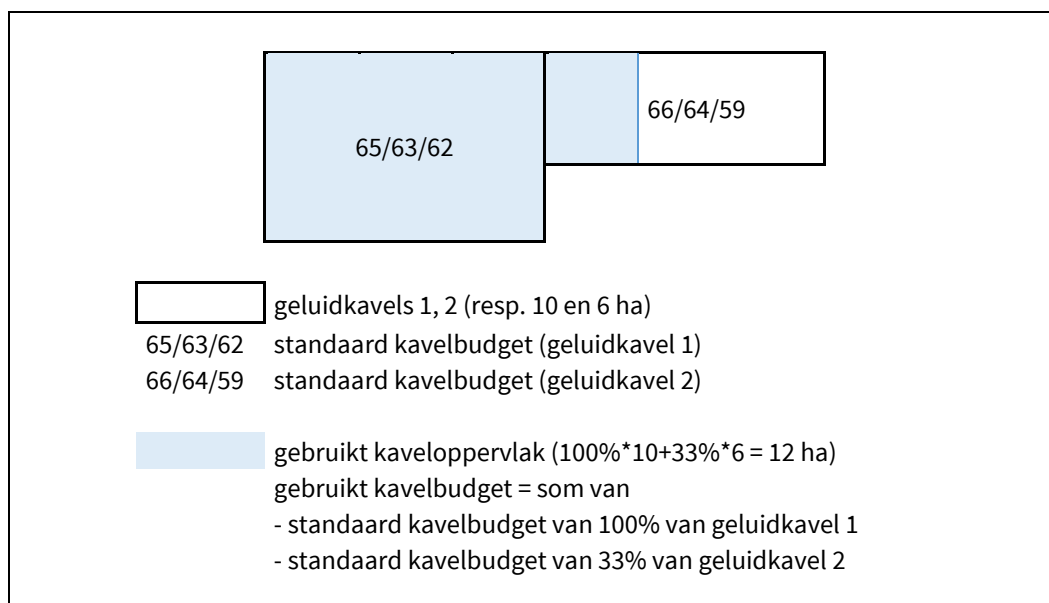 66/64/59
65/63/62
geluidkavels 1, 2 (resp. 10 en 6 ha)
65/63/62 standaard kavelbudget (geluidkavel 1)
66/64/59 standaard kavelbudget (geluidkavel 2)
gebruikt kaveloppervlak (100%*10+33%*6 = 12 ha)
gebruikt kavelbudget = som van
- standaard kavelbudget van 100% van geluidkavel 1
- standaard kavelbudget van 33% van geluidkavel 2